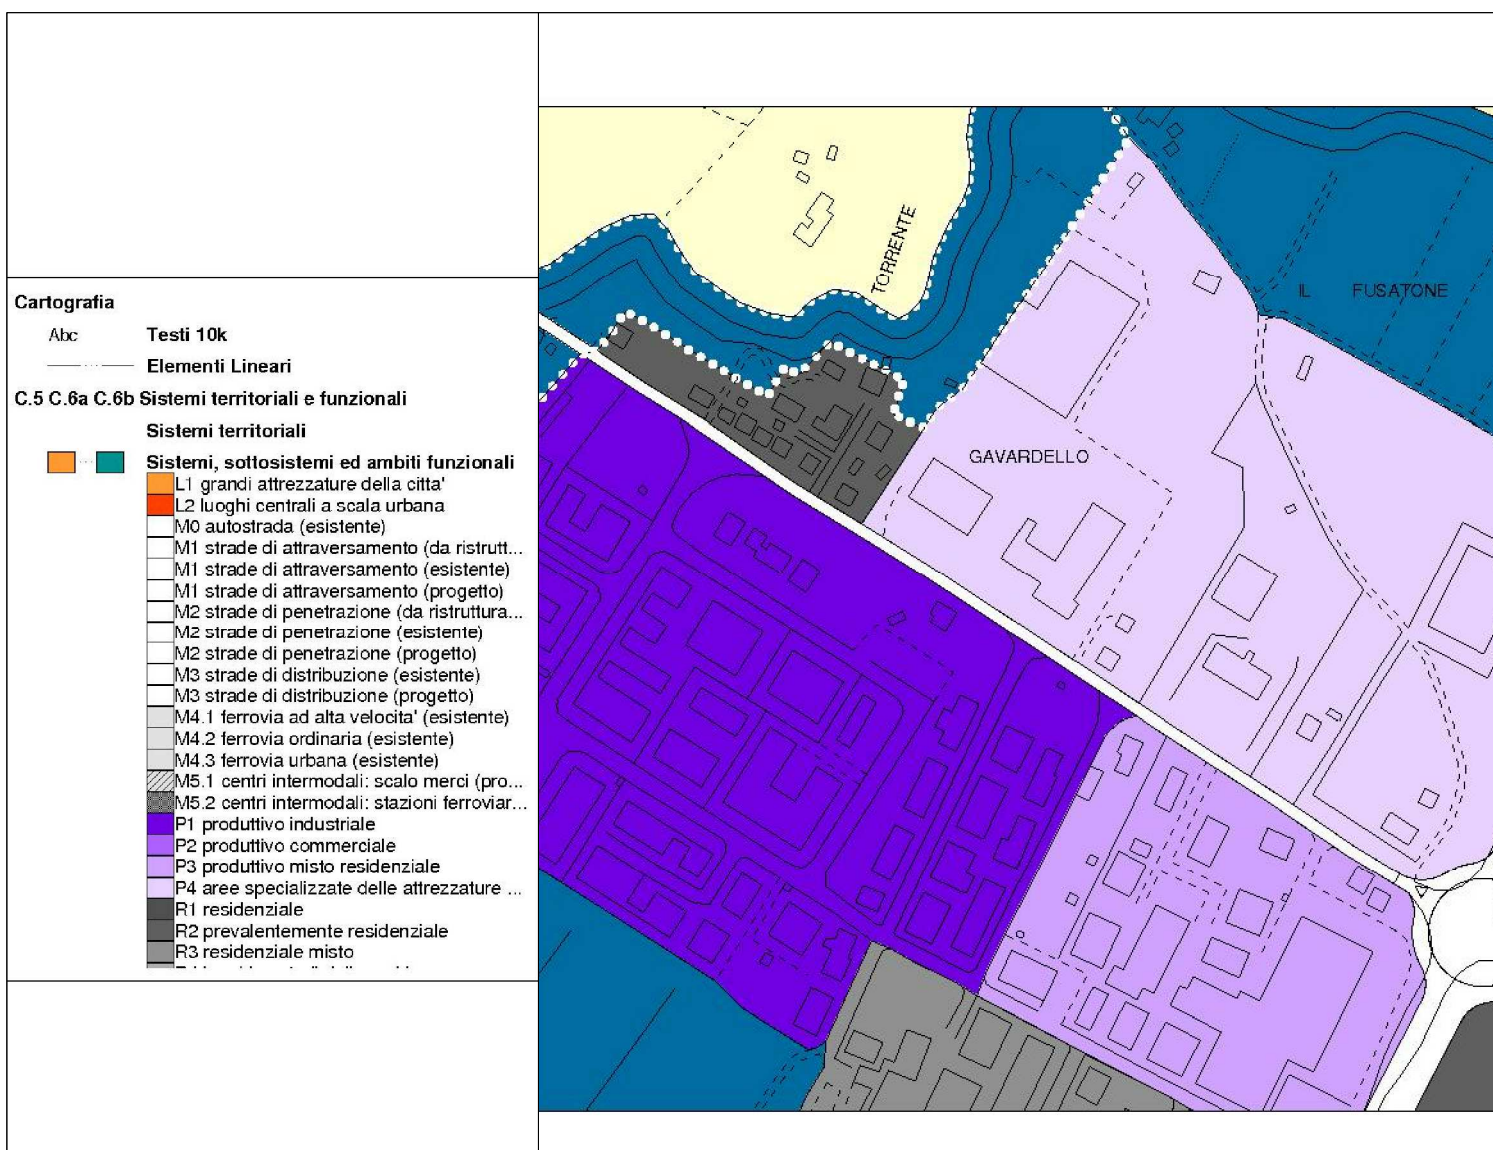 Cartografia
Abc Testi 10k
Elementi Lineari
C.5 C.6a C.6b Sistemi territoriali e funzionali
Sistemi territoriali
Sistemi, sottosistemi ed ambiti funzionali
L1 grandi attrezzature della citta'
L2 luoghi centrali a scala urbana
M0 autostrada (esistente)
M1 strade di attraversamento (da ristrutt...
M1 strade di attraversamento (esistente)
M1 strade di attraversamento (progetto)
M2 strade di penetrazione (da ristruttura...
M2 strade di penetrazione (esistente)
M2 strade di penetrazione (progetto)
M3 strade di distribuzione (esistente)
M3 strade di distribuzione (progetto)
M4.1 ferrovia ad alta velocita' (esistente)
M4.2 ferrovia ordinaria (esistente)
M4.3 ferrovia urbana (esistente)
M5.1 centri intermodali: scalo merci (pro...
M5.2 centri intermodali: stazioni ferroviar...
P1 produttivo industriale
P2 produttivo commerciale
P3 produttivo misto residenziale
P4 aree specializzate delle attrezzature ...
R1 residenziale
R2 prevalentemente residenziale
R3 residenziale misto
TORRENTE
IL FUSATONE
GAVARDELLO